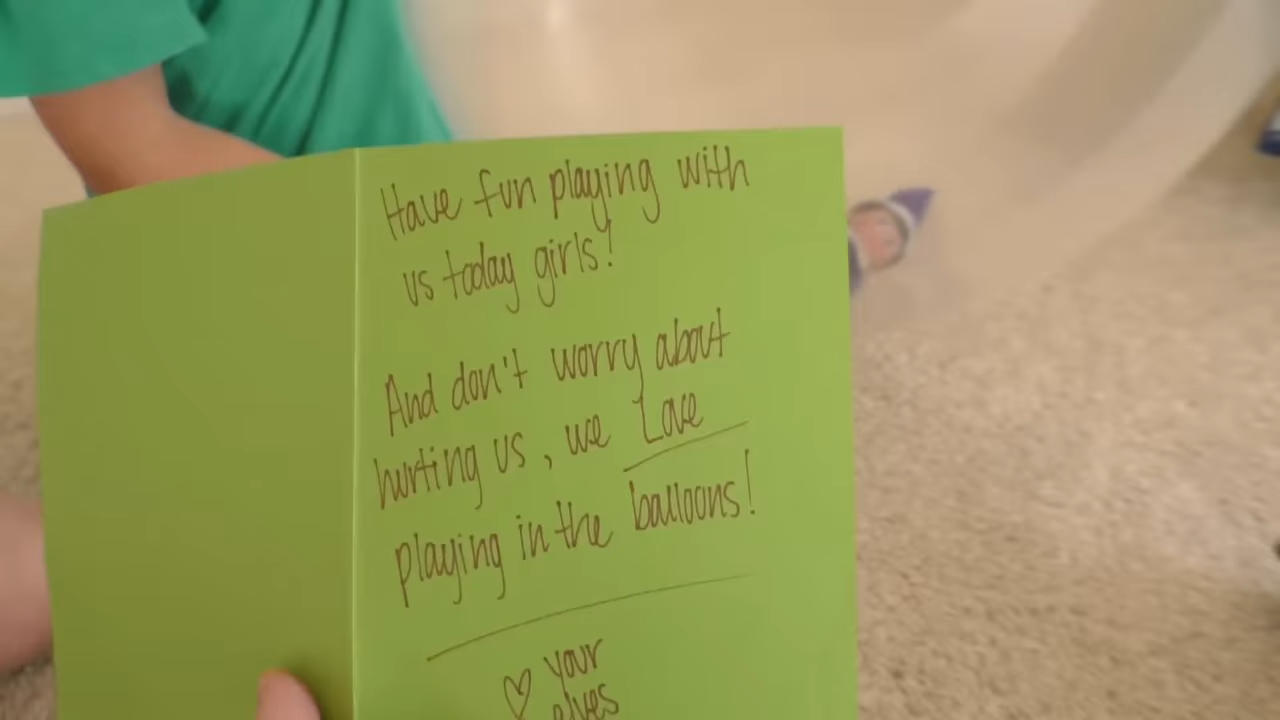 Have fun playing with
us today girls!
And don't worry about
hurting us, we Love
playing in the balloons!
♡ your
elves